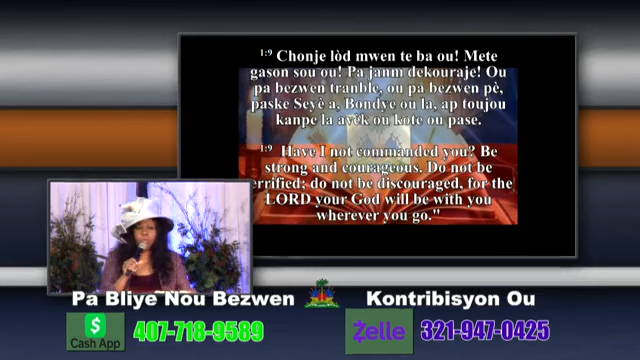 1:9 Chonje lòd mwen te ba ou! Mete
gason sou ou! Pa janm dekouraje! Ou
pa bezwen tranble, ou pa bezwen pè,
paske Seyè a, Bondye ou la, ap toujou
kanpe la avèk ou kote ou pase.
1:9 Have I not commanded you? Be
strong and courageous. Do not be
errified; do not be discouraged, for the
LORD your God will be with you
wherever you go."
Pa Bliye Nou Bezwen
Kontribisyon Ou
$
Cash App
407-718-9589
Zelle
321-947-0425